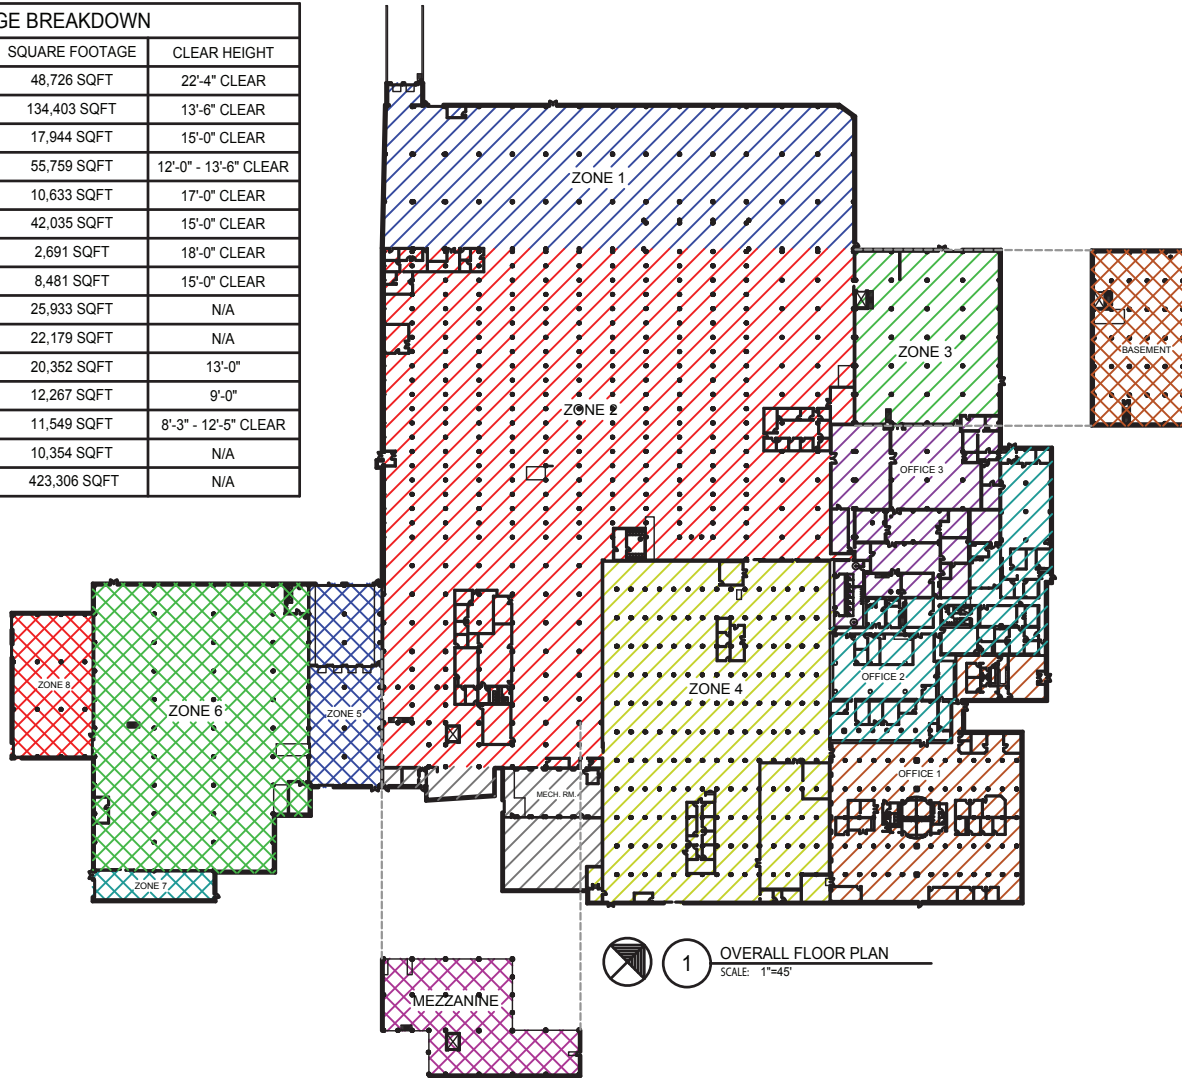 GE BREAKDOWN
SQUARE FOOTAGE CLEAR HEIGHT
48,726 SQFT 22'-4" CLEAR
134,403 SQFT 13'-6" CLEAR
17,944 SQFT 15'-0" CLEAR
55,759 SQFT 12'-0" - 13'-6" CLEAR
10,633 SQFT 17'-0" CLEAR
42,035 SQFT 15'-0" CLEAR
2,691 SQFT 18'-0" CLEAR
8,481 SQFT 15'-0" CLEAR
25,933 SQFT N/A
22,179 SQFT N/A
20,352 SQFT 13'-0"
12,267 SQFT 9'-0"
11,549 SQFT 8'-3" - 12'-5" CLEAR
10,354 SQFT N/A
423,306 SQFT N/A
ZONE 1
ZONE 3
BASEMENT
ZONE 2
OFFICE 3
OFFICE 2
ZONE 8
ZONE 4
ZONE 6
ZONE 5
OFFICE 1
MECH. RM.
ZONE 7
1
OVERALL FLOOR PLAN
SCALE: 1"=45'
MEZZANINE